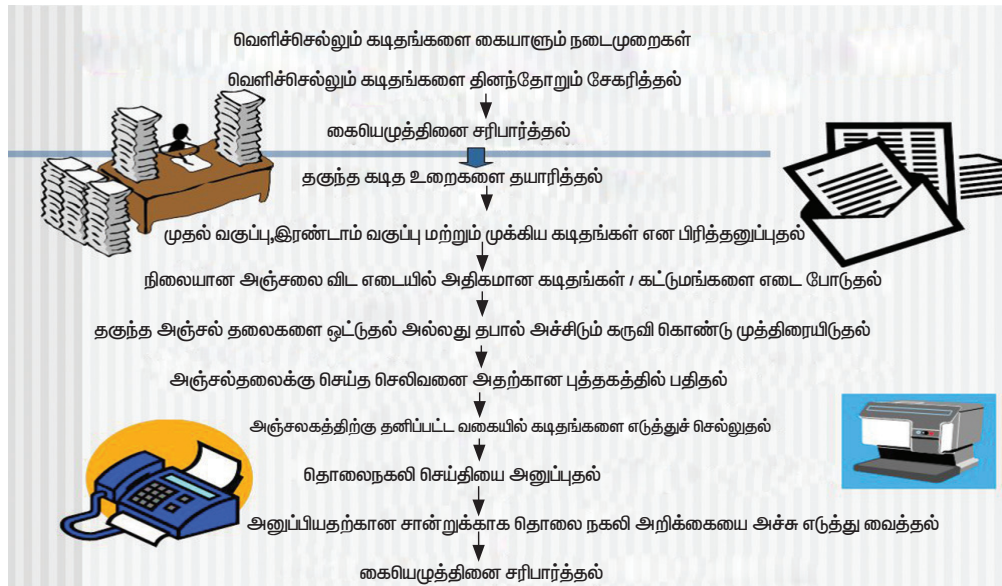 வெளிச்செல்லும் கடிதங்களை கையாளும் நடைமுறைகள்
வெளிச்செல்லும் கடிதங்களை தினந்தோறும் சேகரித்தல்
கையெழுத்தினை சரிபார்த்தல்
தகுந்த கடித உறைகளை தயாரித்தல்
முதல் வகுப்பு,இரண்டாம் வகுப்பு மற்றும் முக்கிய கடிதங்கள் என பிரித்தனுப்புதல்
நிலையான அஞ்சலை விட எடையில் அதிகமான கடிதங்கள் / கட்டுமங்களை எடை போடுதல்
தகுந்த அஞ்சல் தலைகளை ஒட்டுதல் அல்லது தபால் அச்சிடும் கருவி கொண்டு முத்திரையிடுதல்
அஞ்சல்தலைக்கு செய்த செலிவனை அதற்கான புத்தகத்தில் பதிதல்
அஞ்சலகத்திற்கு தனிப்பட்ட வகையில் கடிதங்களை எடுத்துச் செல்லுதல்
தொலைநகலி செய்தியை அனுப்புதல்
அனுப்பியதற்கான சான்றுக்காக தொலை நகலி அறிக்கையை அச்சு எடுத்து வைத்தல்
கையெழுத்தினை சரிபார்த்தல்